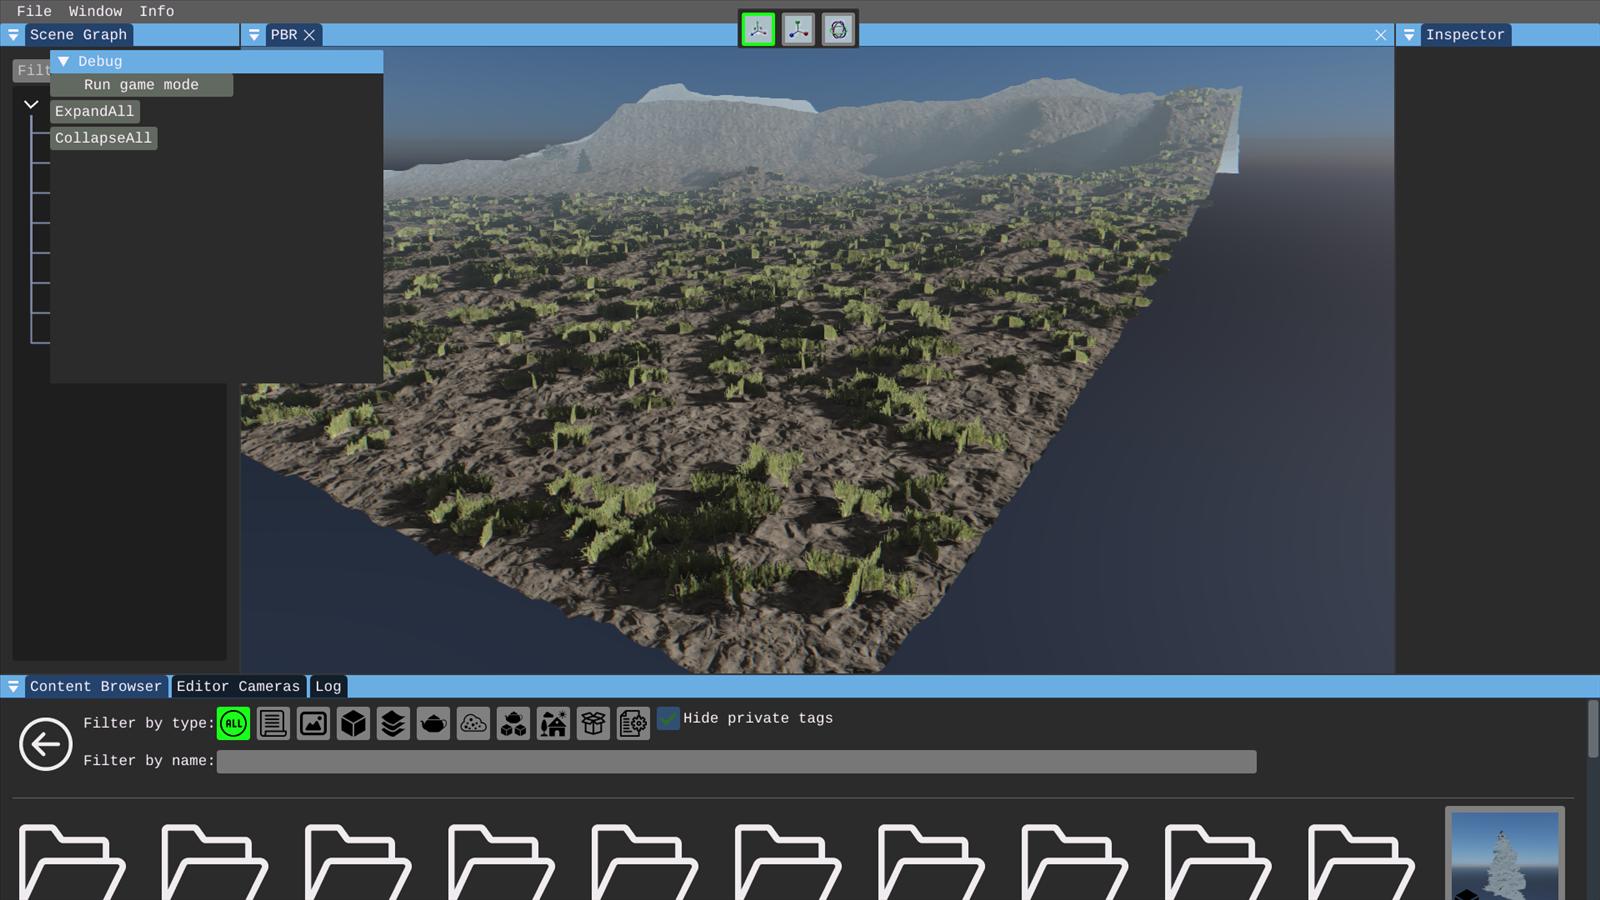 File Window Info
Scene Graph
PBR
Inspector
Filt
Debug
Run game mode
ExpandAll
CollapseAll
Content Browser
Editor Cameras
Log
Filter by type:
ALL
Hide private tags
Filter by name: